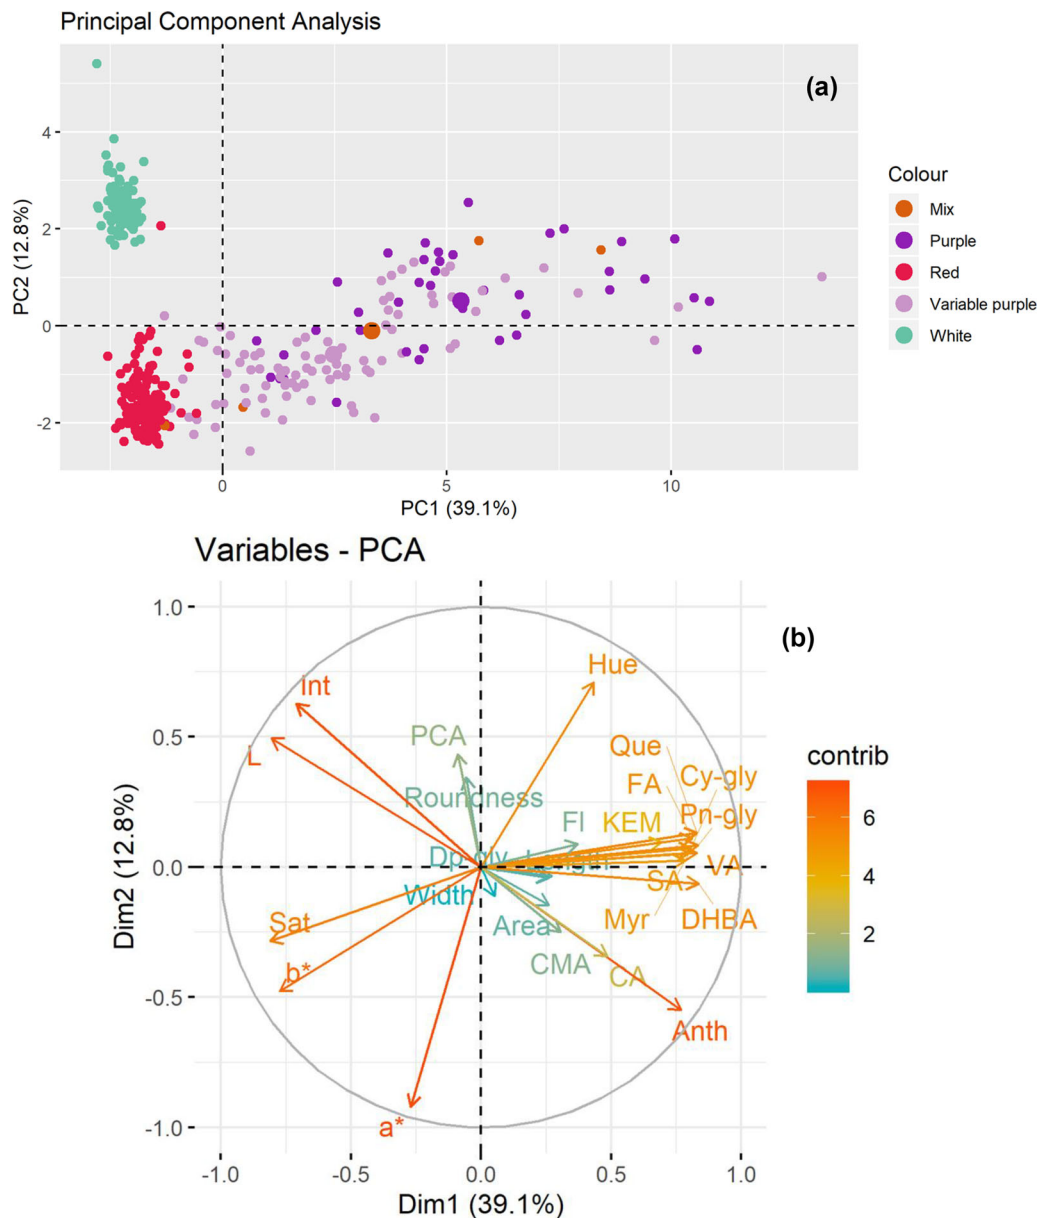 Principal Component Analysis
(a)
4
2
0
-2
PC2 (12.8%)
0
5
10
PC1 (39.1%)
Colour
Mix
Purple
Red
Variable purple
White
Variables - PCA
(b)
1.0
0.5
0.0
-0.5
-1.0
Dim2 (12.8%)
Int
L
Hue
PCA
Roundness
Que
FA
Cy-gly
Pn-gly
Fl
KEM
Dp-gly
Length
VA
SA
Width
Sat
Area
Myr
DHBA
b*
CMA
CA
Anth
a*
-1.0
-0.5
0.0
0.5
1.0
Dim1 (39.1%)
contrib
6
4
2